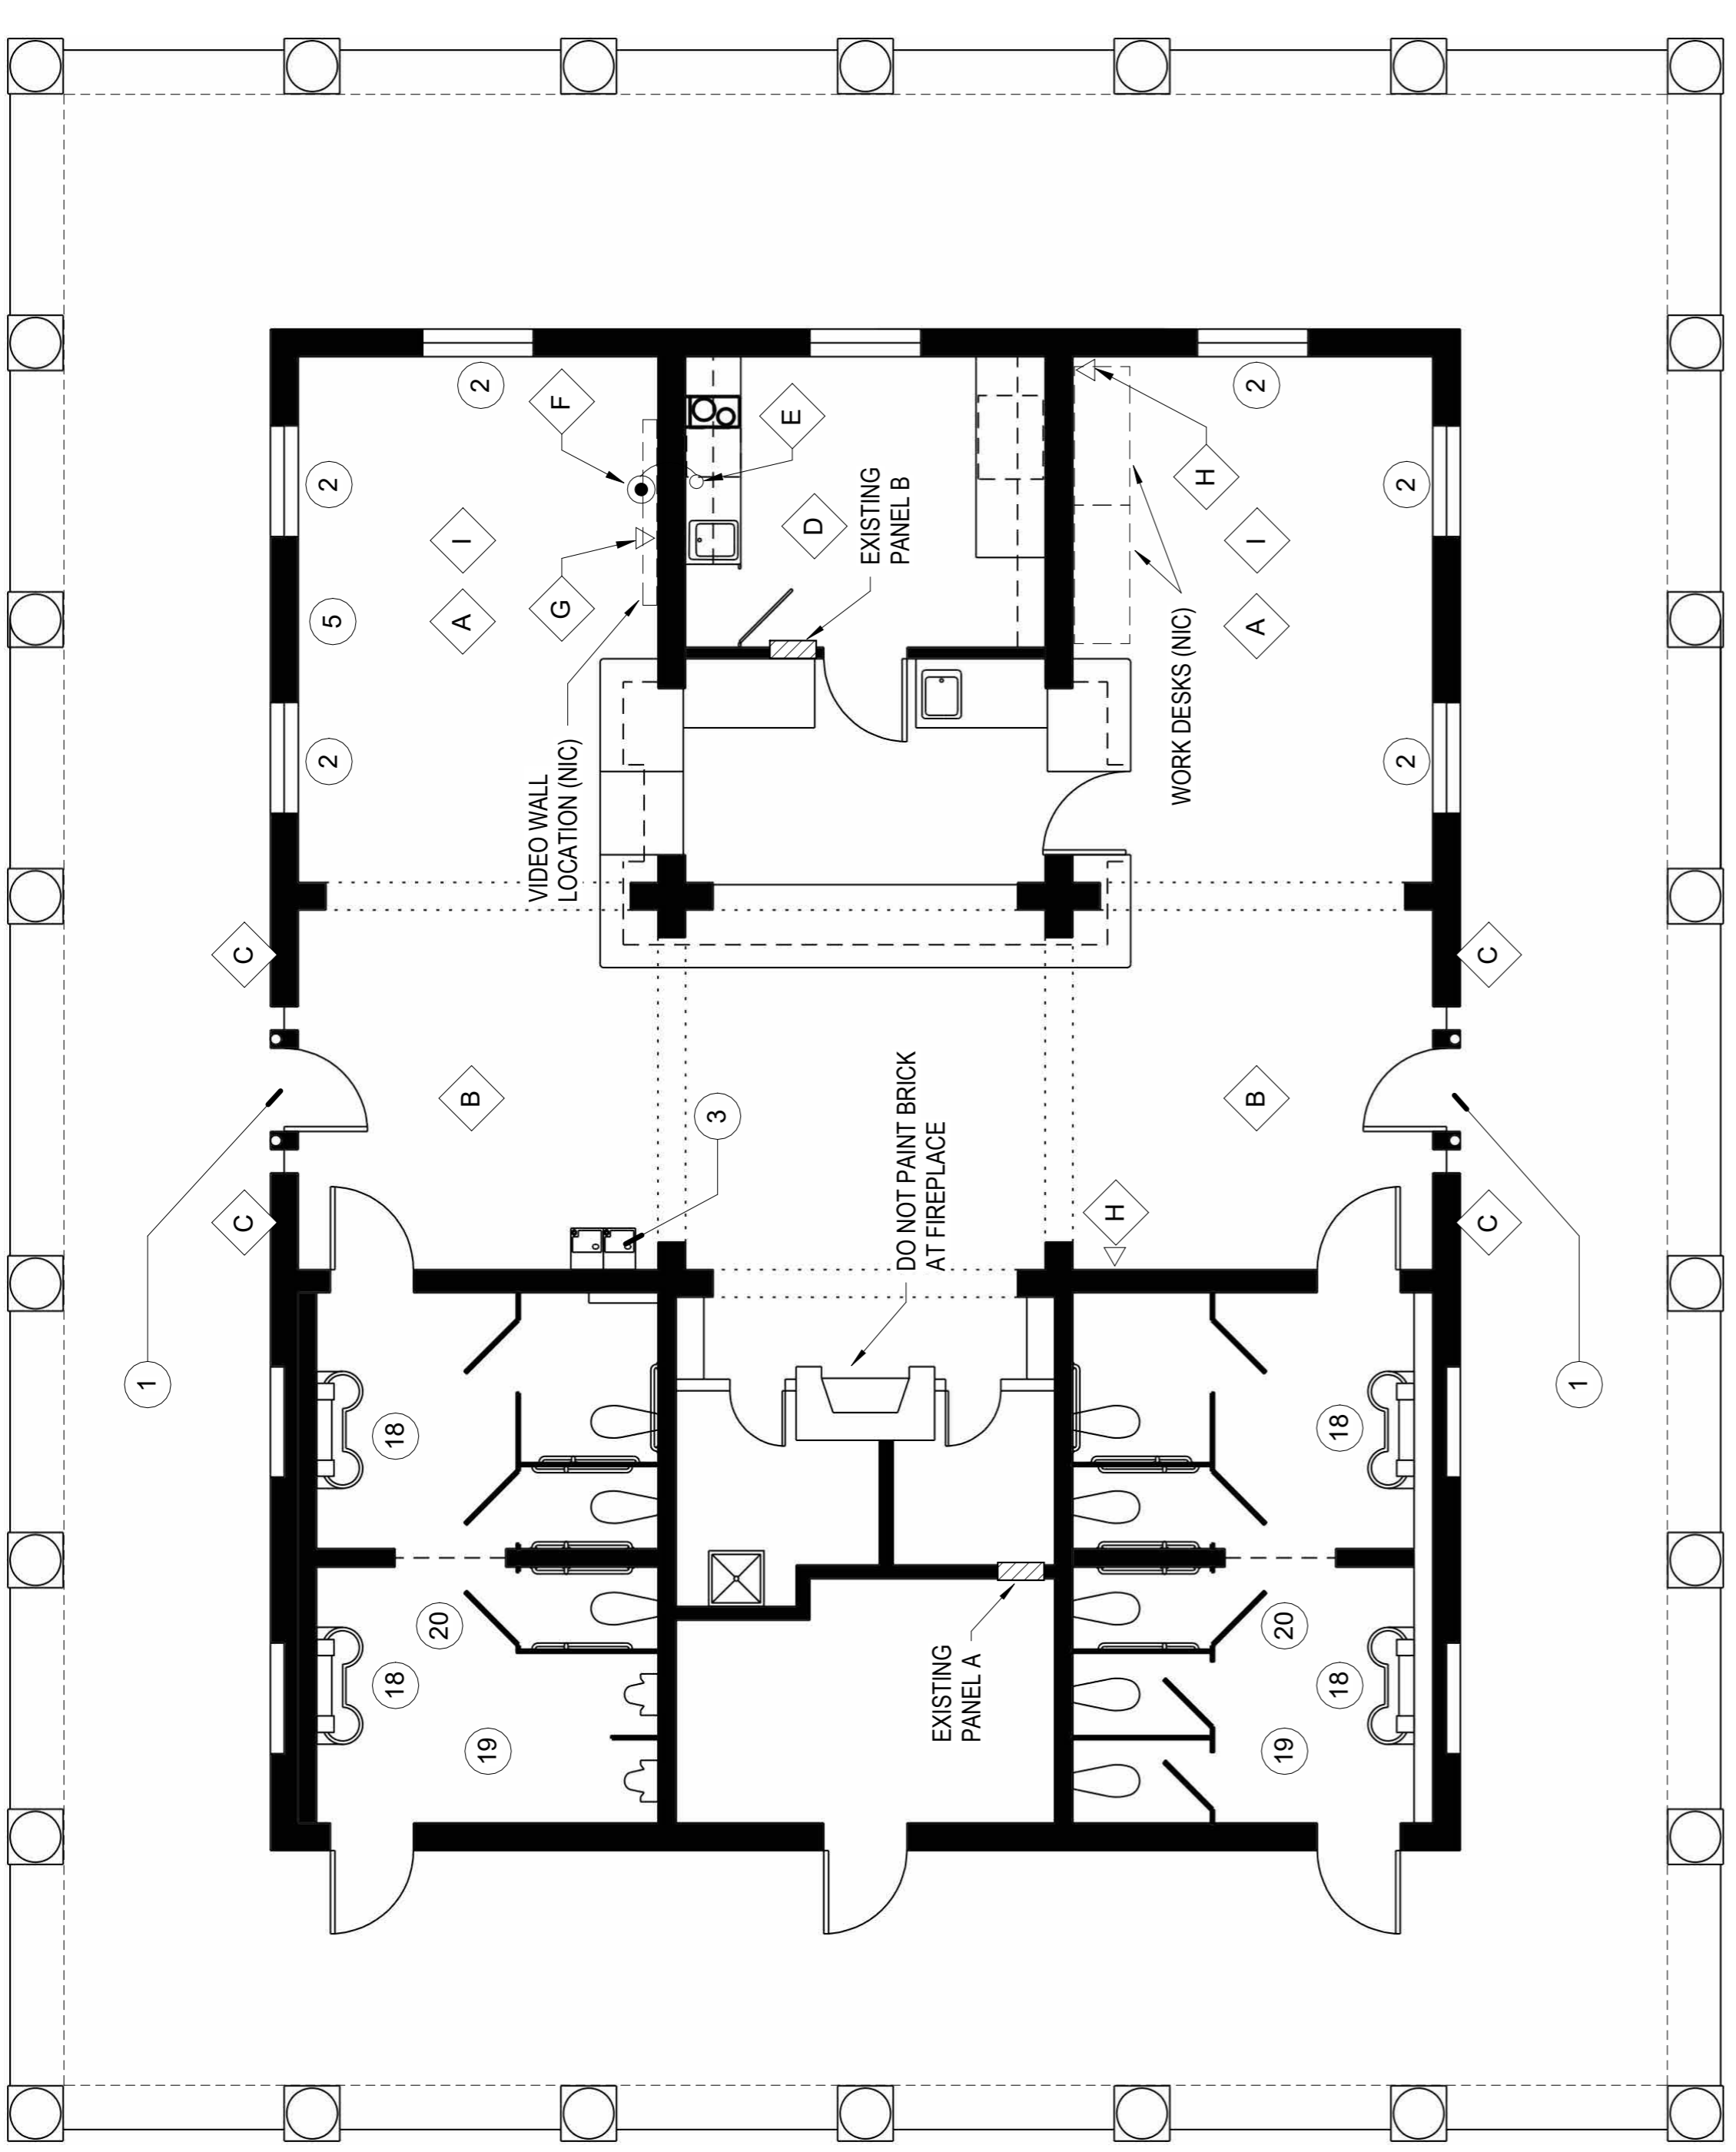 1
C
C
2
5
2
18
18
20
A
I
B
2
19
VIDEO WALL
LOCATION (NIC)
G
F
3
E
D
EXISTING
PANEL B
DO NOT PAINT BRICK
AT FIREPLACE
EXISTING
PANEL A
H
WORK DESKS (NIC)
H
B
A
I
2
19
20
18
18
2
2
C
C
1